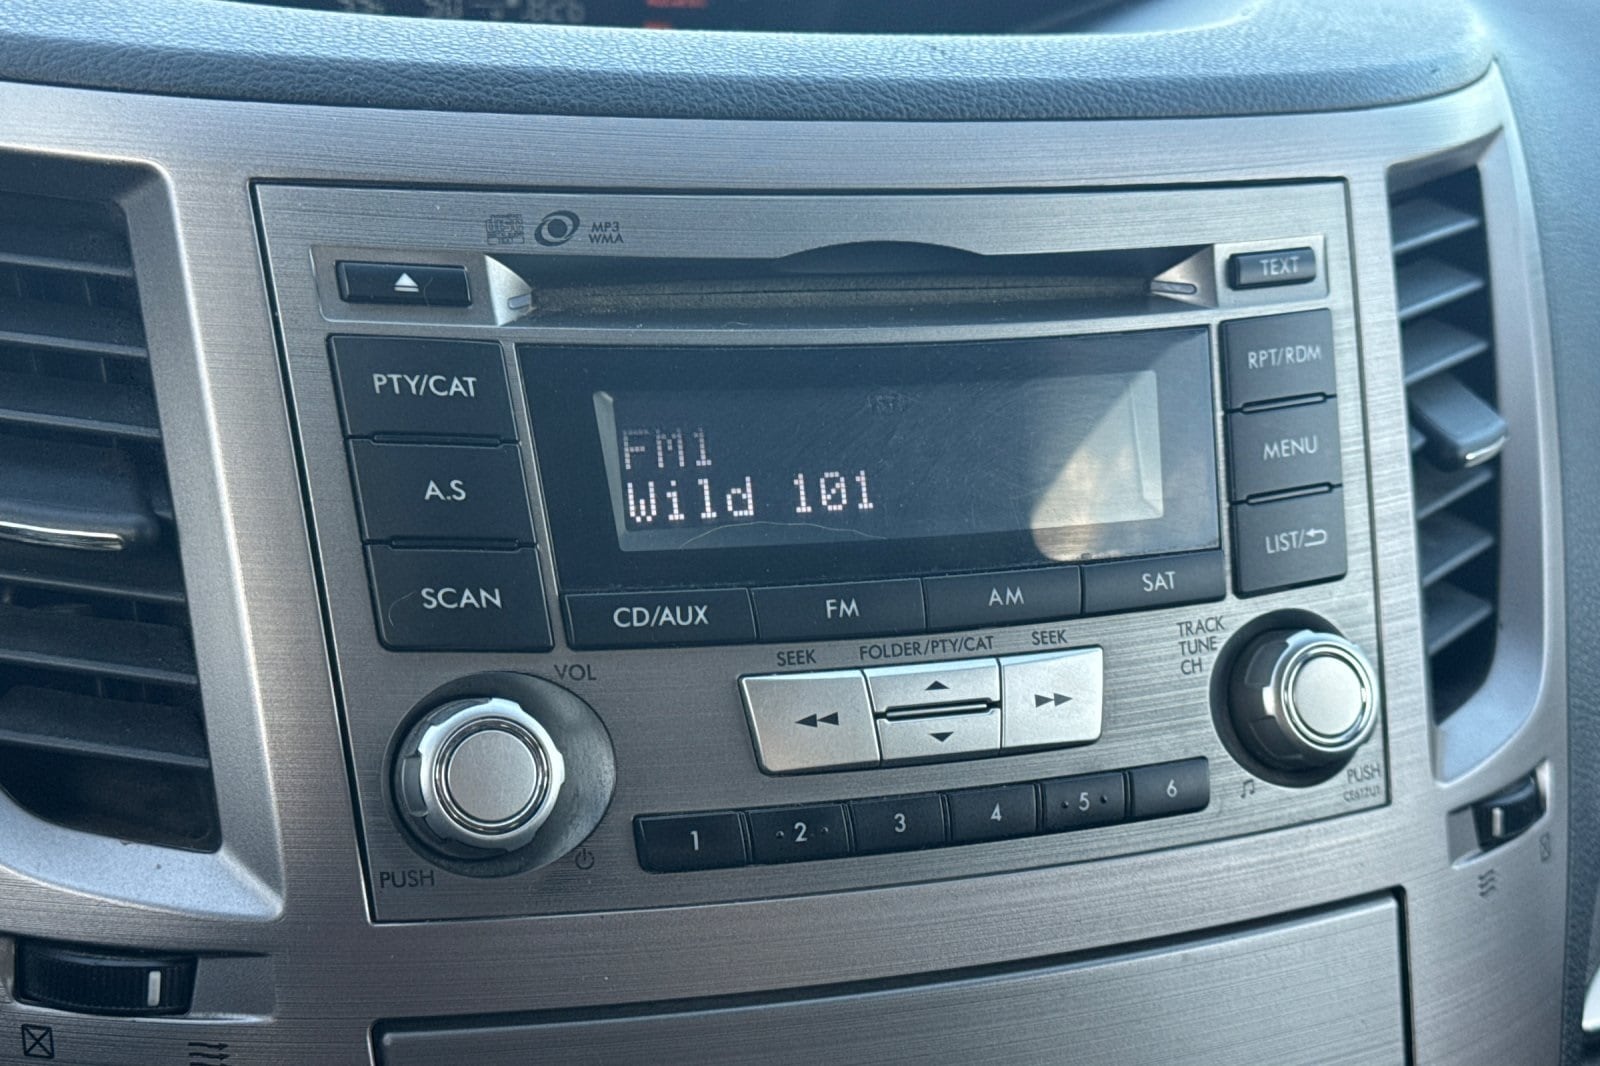 MP3
WMA
TEXT
PTY/CAT
RPT/RDM
A.S
MENU
SCAN
LIST/
FM1
Wild 101
CD/AUX
FM
AM
SAT
SEEK
FOLDER/PTY/CAT
SEEK
TRACK
TUNE
CH
VOL
PUSH
1
2
3
4
5
6
PUSH
CE612U1